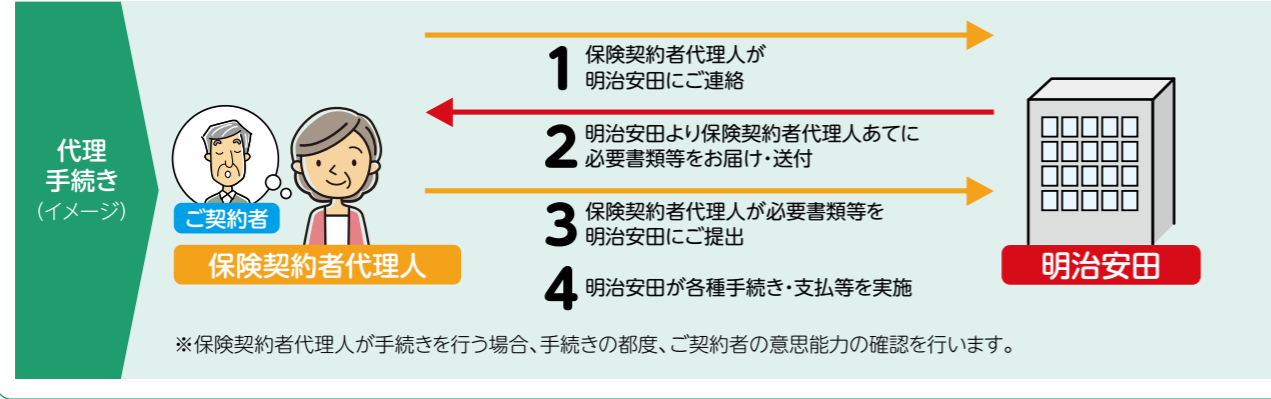 代理
手続き
(イメージ)
ご契約者
保険契約者代理人
1 保険契約者代理人が
明治安田にご連絡
2 明治安田より保険契約者代理人あてに
必要書類等をお届け・送付
3 保険契約者代理人が必要書類等を
明治安田にご提出
4 明治安田が各種手続き・支払等を実施
明治安田
※保険契約者代理人が手続きを行う場合、手続きの都度、ご契約者の意思能力の確認を行います。